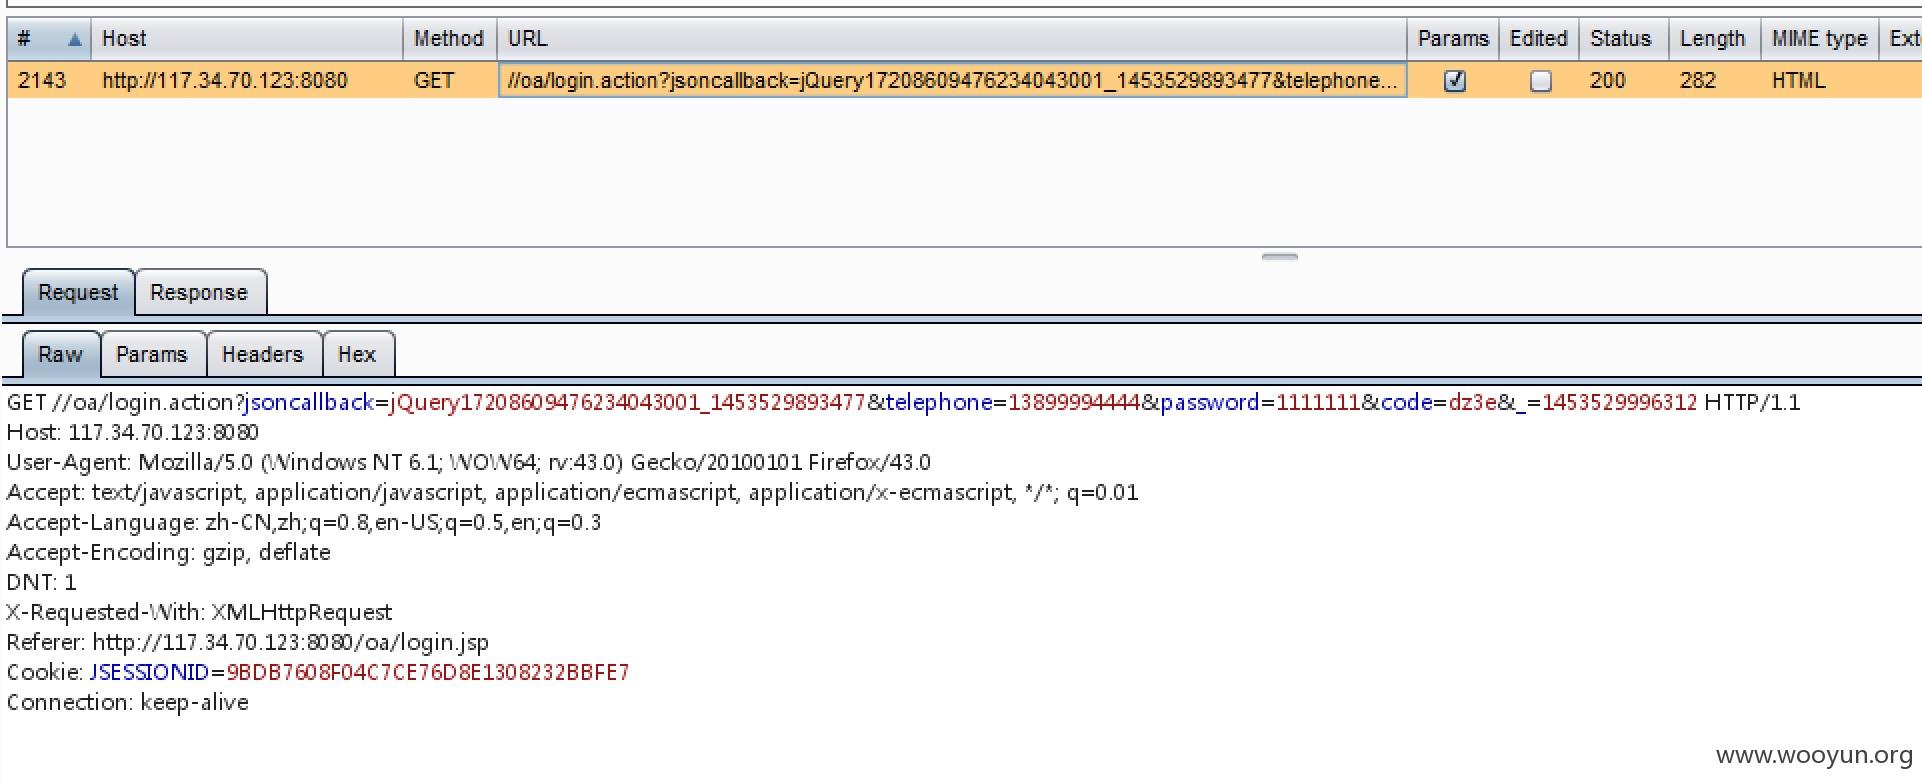 # Host Method URL Params Edited Status Length MIME type Exte
2143 http://117.34.70.123:8080 GET //oa/login.action?jsoncallback=jQuery17208609476234043001_1453529893477&telephone... 200 282 HTML
Request Response
Raw Params Headers Hex
GET //oa/login.action?jsoncallback=jQuery17208609476234043001_1453529893477&telephone=13899994444&password=1111111&code=dz3e&_=1453529996312 HTTP/1.1
Host: 117.34.70.123:8080
User-Agent: Mozilla/5.0 (Windows NT 6.1; WOW64; rv:43.0) Gecko/20100101 Firefox/43.0
Accept: text/javascript, application/javascript, application/ecmascript, application/x-ecmascript, */*; q=0.01
Accept-Language: zh-CN,zh;q=0.8,en-US;q=0.5,en;q=0.3
Accept-Encoding: gzip, deflate
DNT: 1
X-Requested-With: XMLHttpRequest
Referer: http://117.34.70.123:8080/oa/login.jsp
Cookie: JSESSIONID=9BDB7608F04C7CE76D8E1308232BBFE7
Connection: keep-alive
www.wooyun.org